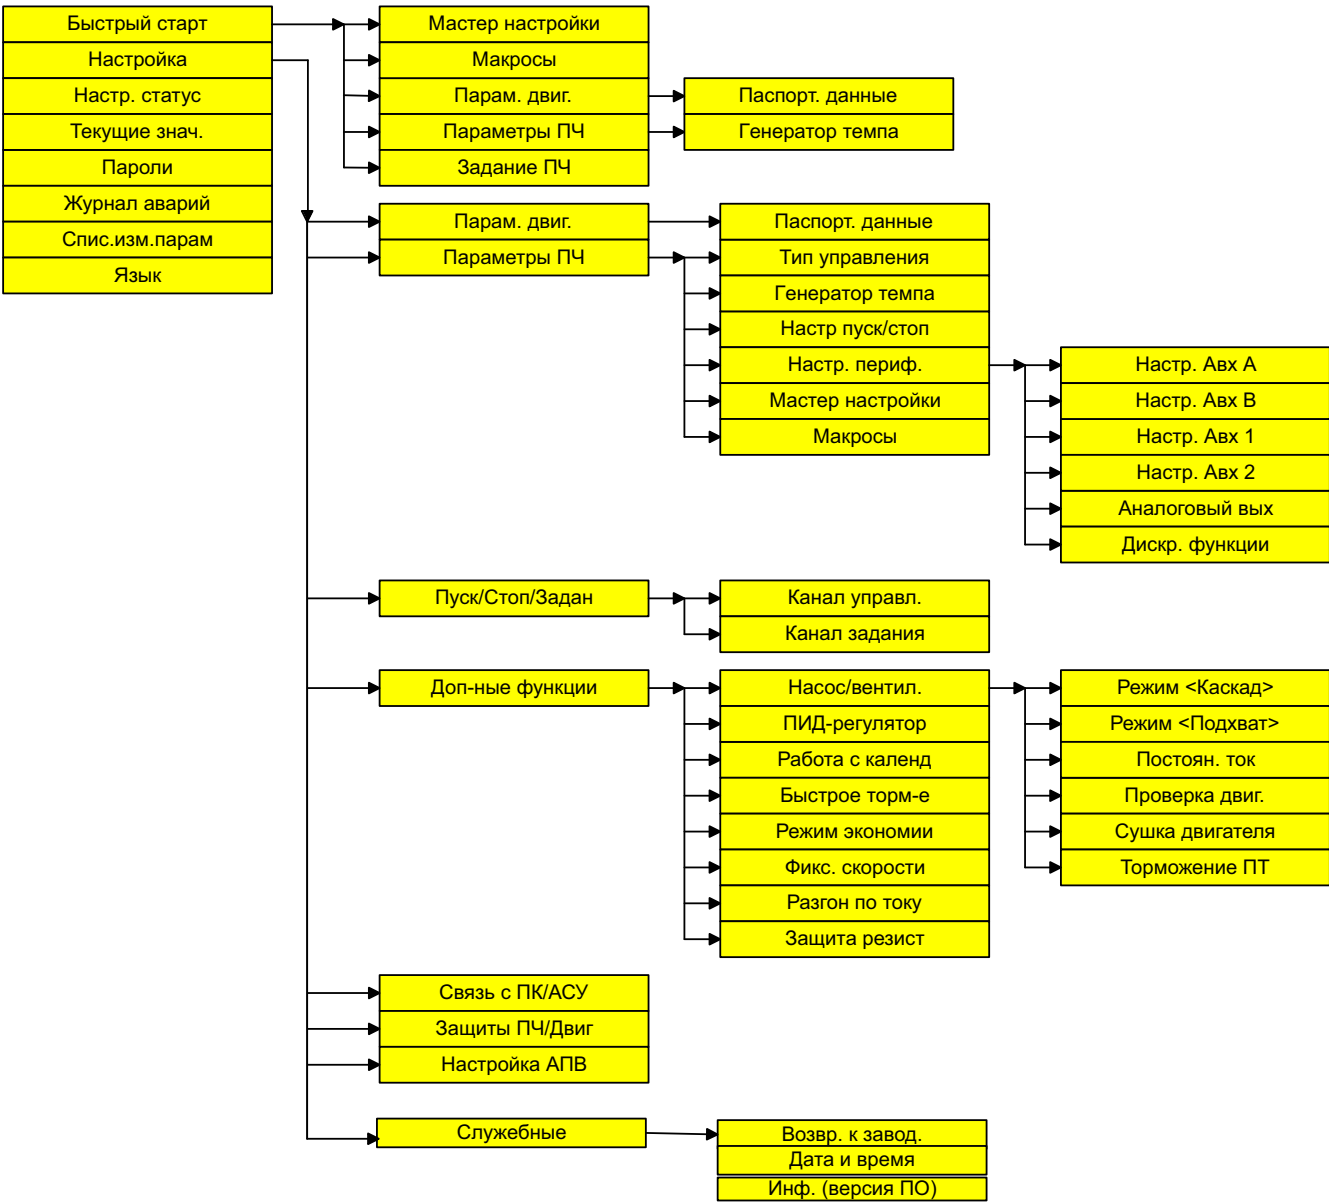 Быстрый старт
Настройка
Настр. статус
Текущие знач.
Пароли
Журнал аварий
Спис.изм.парам
Язык
Мастер настройки
Макросы
Парам. двиг.
Параметры ПЧ
Задание ПЧ
Паспорт. данные
Генератор темпа
Парам. двиг.
Параметры ПЧ
Паспорт. данные
Тип управления
Генератор темпа
Настр пуск/стоп
Настр. периф.
Мастер настройки
Макросы
Настр. Авх А
Настр. Авх В
Настр. Авх 1
Настр. Авх 2
Аналоговый вых
Дискр. функции
Пуск/Стоп/Задан
Канал управл.
Канал задания
Доп-ные функции
Насос/вентил.
ПИД-регулятор
Работа с календ
Быстрое торм-е
Режим экономии
Фикс. скорости
Разгон по току
Защита резист
Режим <Каскад>
Режим <Подхват>
Постоян. ток
Проверка двиг.
Сушка двигателя
Торможение ПТ
Связь с ПК/АСУ
Защиты ПЧ/Двиг
Настройка АПВ
Служебные
Возвр. к завод.
Дата и время
Инф. (версия ПО)